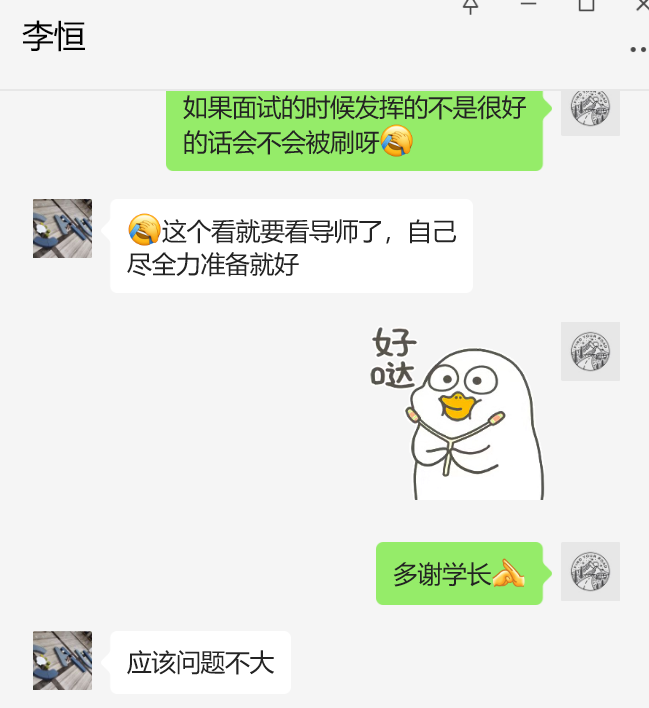 李恒
如果面试的时候发挥的不是很好
的话会不会被刷呀🤦
🤦这个看就要看导师了，自己
尽全力准备就好
好
哒
多谢学长
应该问题不大